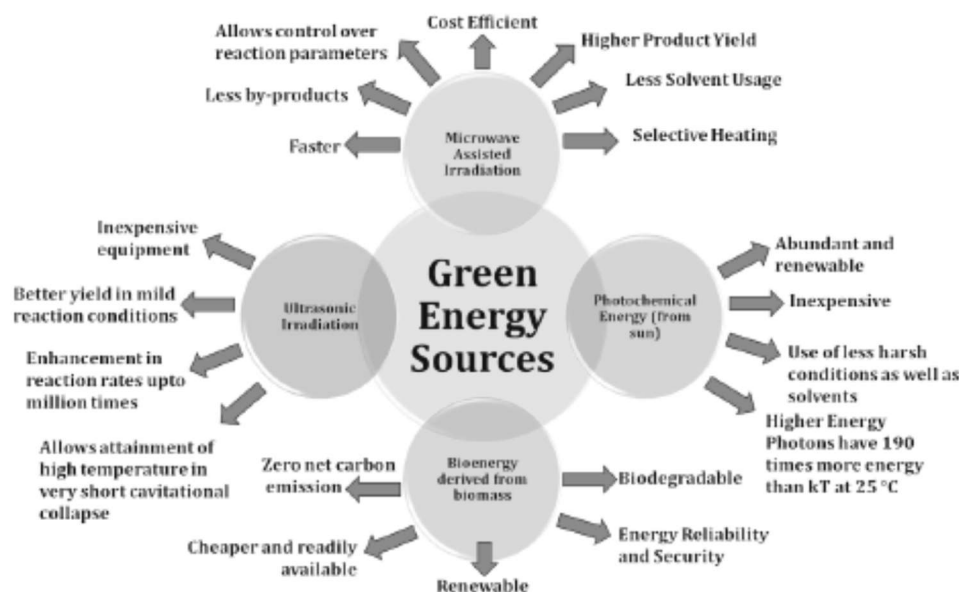 Cost Efficient
Allows control over
reaction parameters
Higher Product Yield
Less by-products
Less Solvent Usage
Faster
Selective Heating
Microwave
Assisted
Irradiation
Inexpensive
equipment
Better yield in mild
reaction conditions
Enhancement in
reaction rates upto
million times
Allows attainment of
high temperature in
very short cavitational
collapse
Ultrasonic
Irradiation
Green
Energy
Sources
Photochemical
Energy (from
sun)
Abundant and
renewable
Inexpensive
Use of less harsh
conditions as well as
solvents
Higher Energy
Photons have 190
times more energy
than kT at 25 °C
Bioenergy
derived from
biomass
Zero net carbon
emission
Cheaper and readily
available
Renewable
Biodegradable
Energy Reliability
and Security